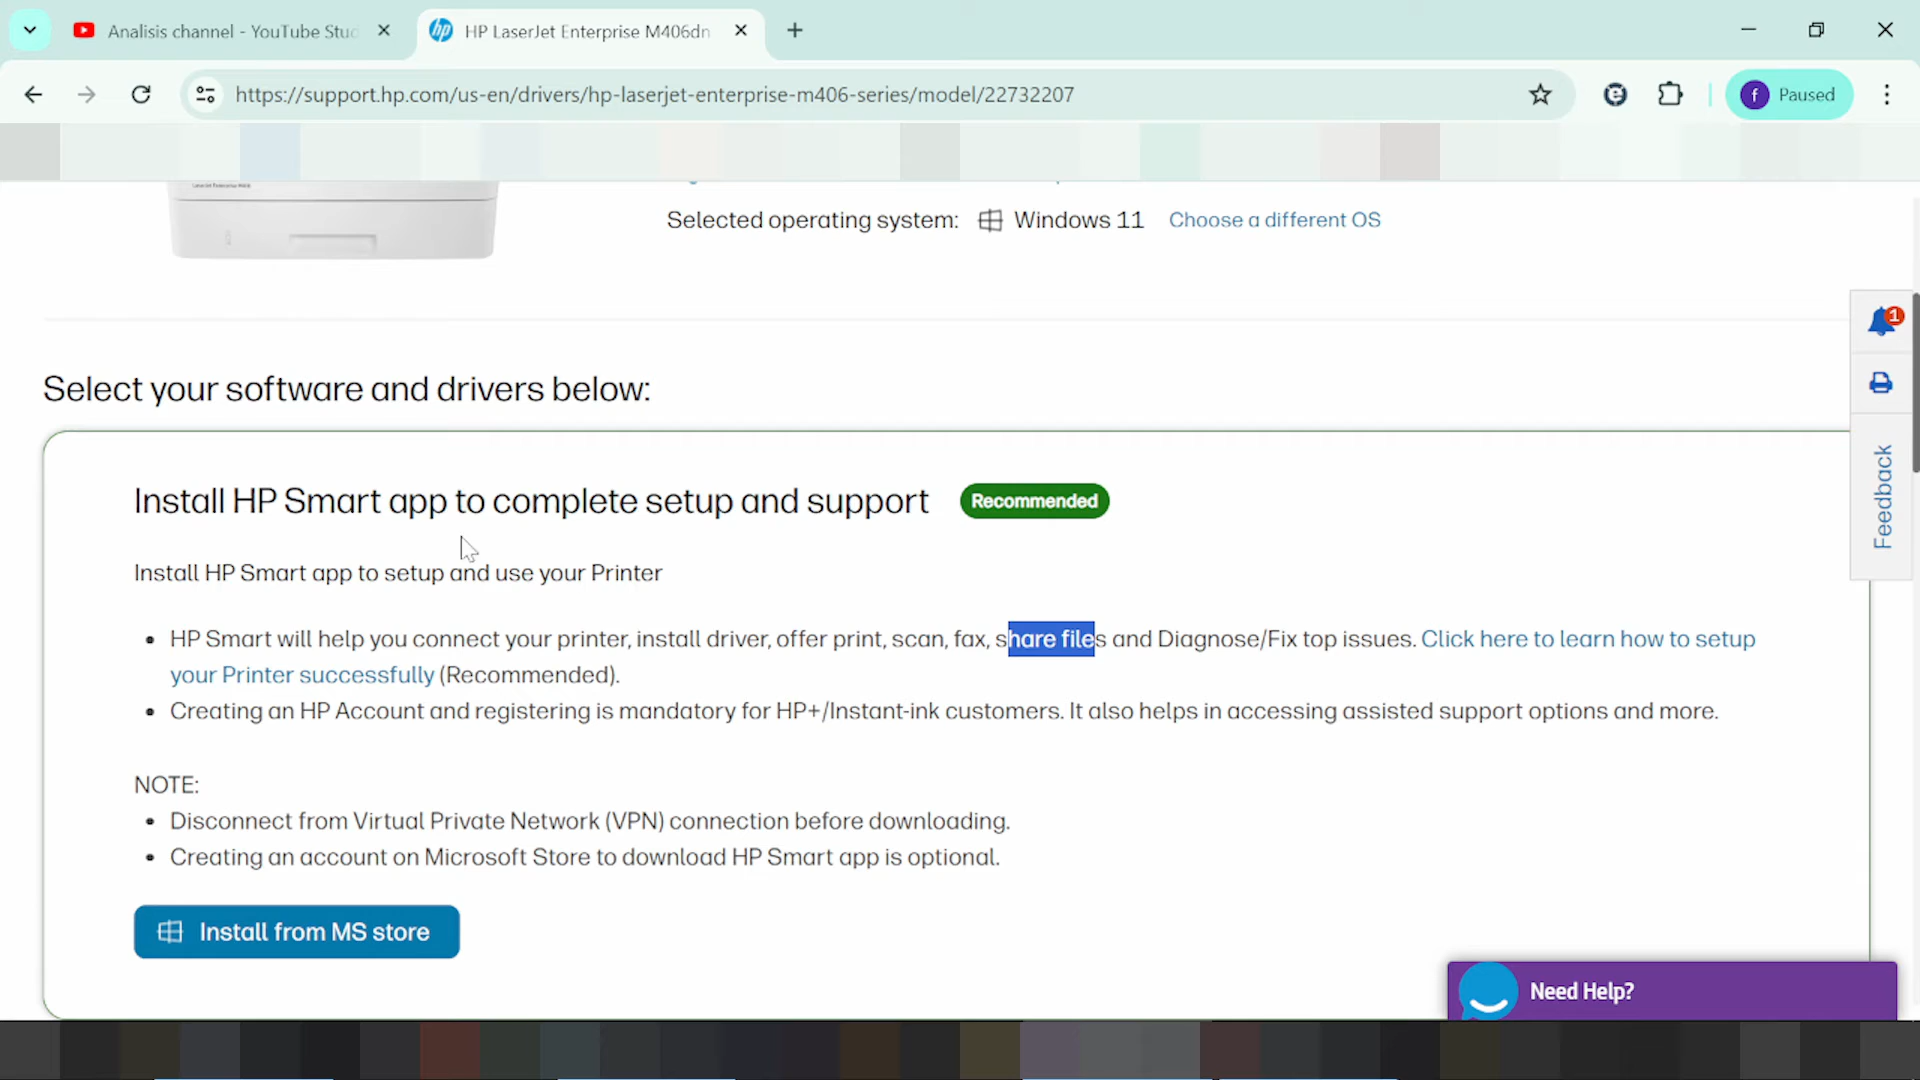 Analisis channel - YouTube Stud
HP LaserJet Enterprise M406dn
https://support.hp.com/us-en/drivers/hp-laserjet-enterprise-m406-series/model/22732207
f Paused
Selected operating system: Windows 11 Choose a different OS
1
Select your software and drivers below:
Feedback
Install HP Smart app to complete setup and support Recommended
Install HP Smart app to setup and use your Printer
• HP Smart will help you connect your printer, install driver, offer print, scan, fax, share files and Diagnose/Fix top issues. Click here to learn how to setup
your Printer successfully (Recommended).
• Creating an HP Account and registering is mandatory for HP+/Instant-ink customers. It also helps in accessing assisted support options and more.
NOTE:
• Disconnect from Virtual Private Network (VPN) connection before downloading.
• Creating an account on Microsoft Store to download HP Smart app is optional.
Install from MS store
Need Help?